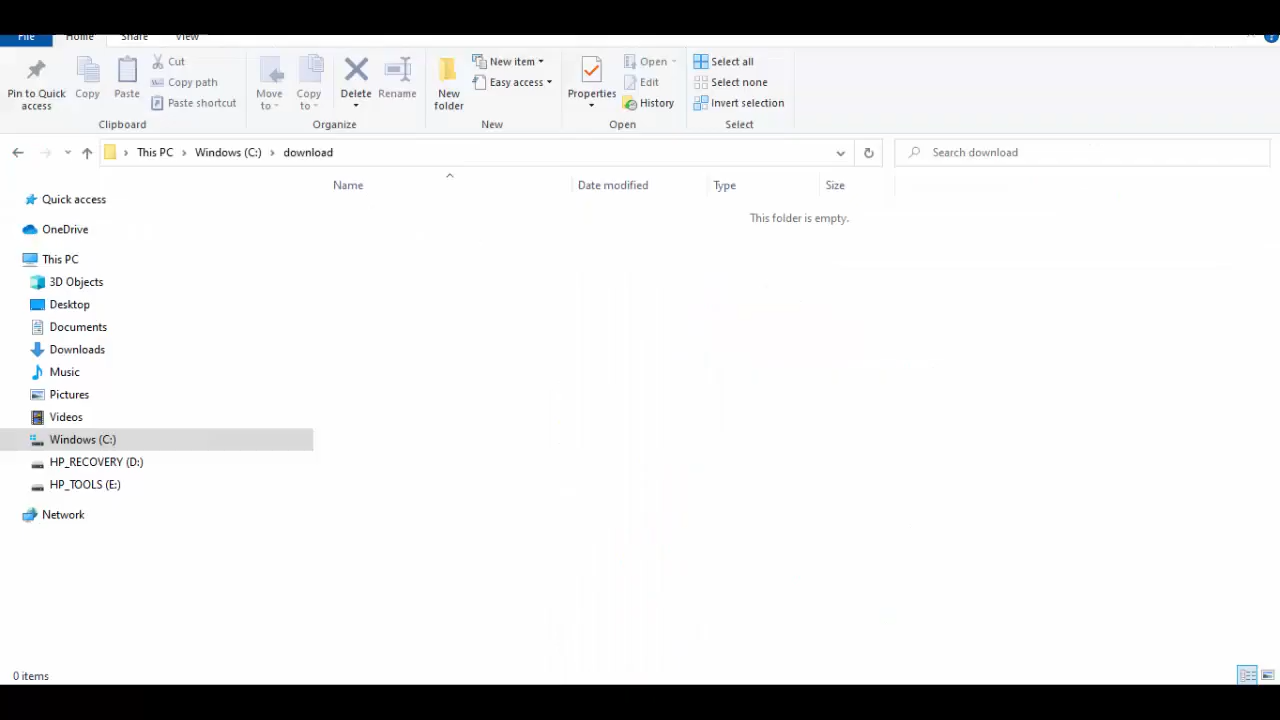 File Home Share View
Pin to Quick access
Copy
Paste
Cut
Copy path
Paste shortcut
Clipboard
Move to
Copy to
Delete
Rename
Organize
New folder
New item
Easy access
New
Properties
Open
Edit
History
Open
Select all
Select none
Invert selection
Select
This PC › Windows (C:) › download
Search download
Name Date modified Type Size
This folder is empty.
Quick access
OneDrive
This PC
3D Objects
Desktop
Documents
Downloads
Music
Pictures
Videos
Windows (C:)
HP_RECOVERY (D:)
HP_TOOLS (E:)
Network
0 items